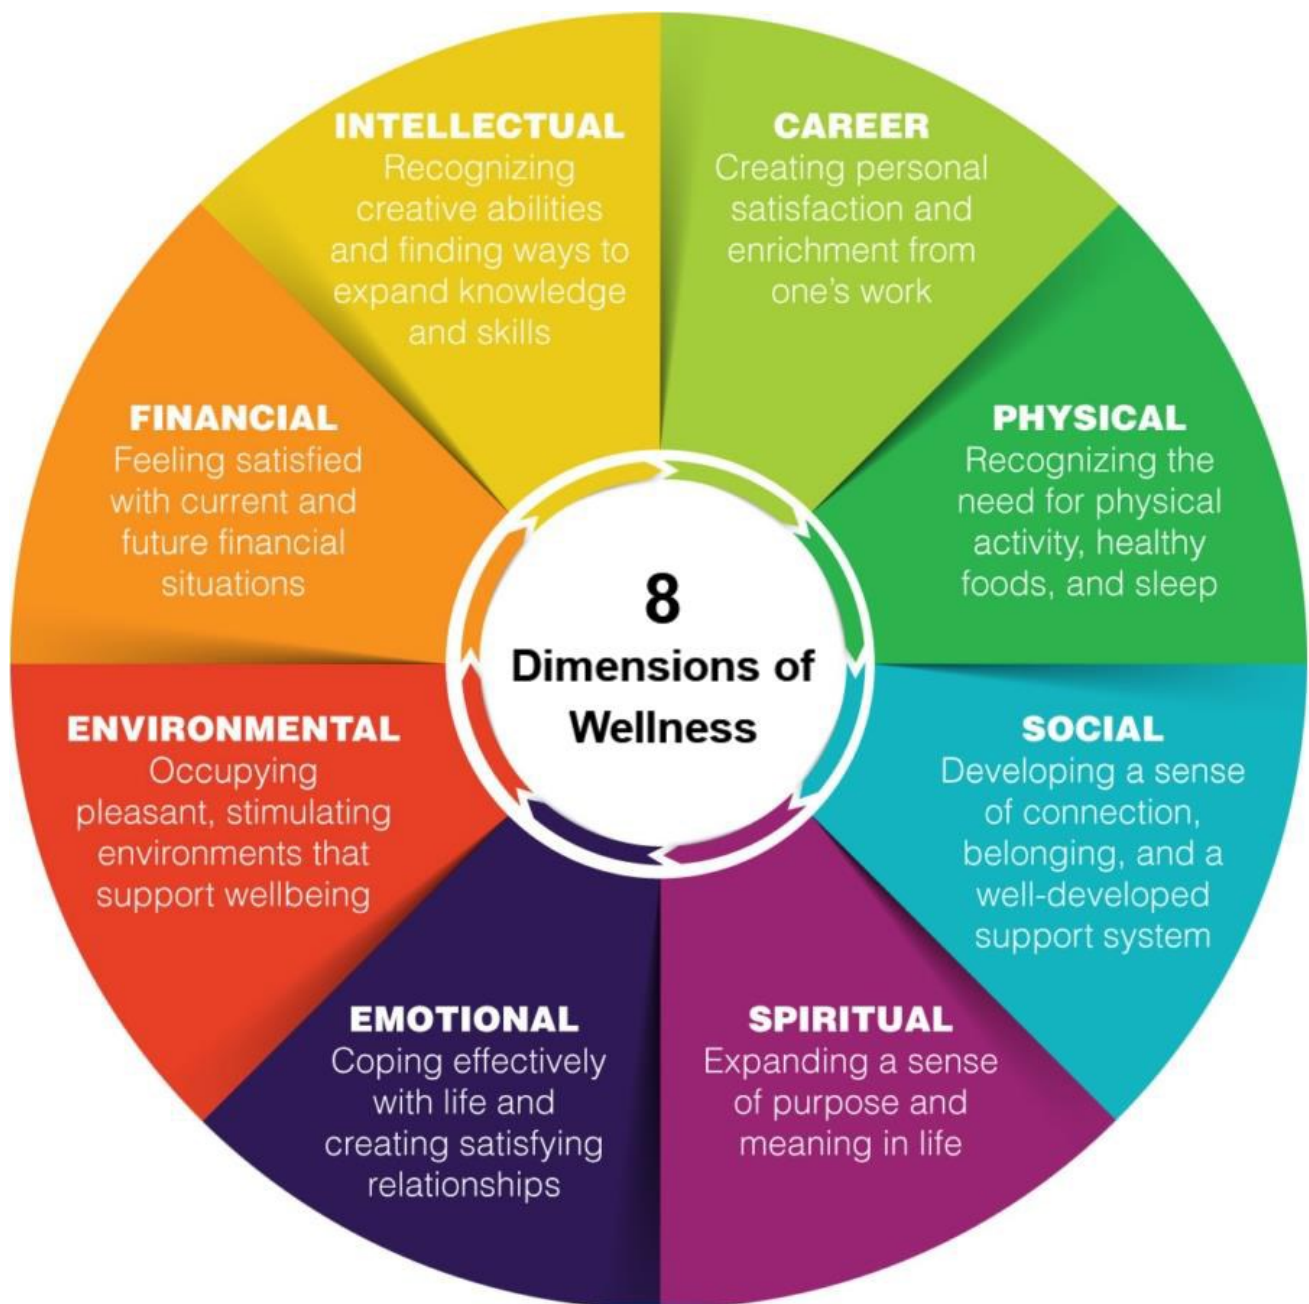 8
Dimensions of
Wellness
CAREER
Creating personal
satisfaction and
enrichment from
one's work
PHYSICAL
Recognizing the
need for physical
activity, healthy
foods, and sleep
SOCIAL
Developing a sense
of connection,
belonging, and a
well-developed
support system
SPIRITUAL
Expanding a sense
of purpose and
meaning in life
EMOTIONAL
Coping effectively
with life and
creating satisfying
relationships
ENVIRONMENTAL
Occupying
pleasant, stimulating
environments that
support wellbeing
FINANCIAL
Feeling satisfied
with current and
future financial
situations
INTELLECTUAL
Recognizing
creative abilities
and finding ways to
expand knowledge
and skills